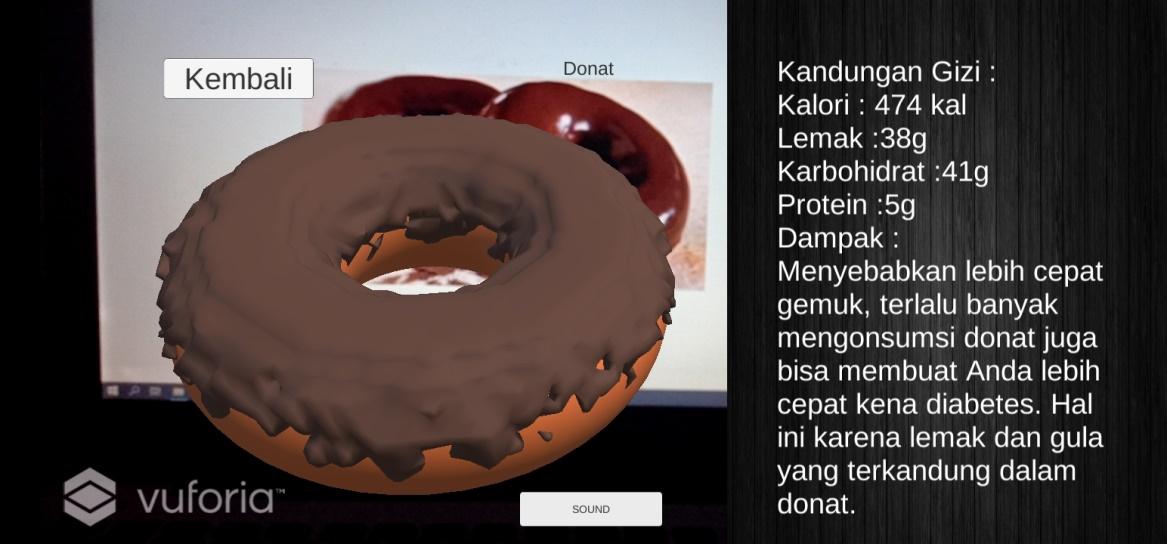 Kembali
Donat
vuforia™
SOUND
Kandungan Gizi :
Kalori : 474 kal
Lemak :38g
Karbohidrat :41g
Protein :5g
Dampak :
Menyebabkan lebih cepat
gemuk, terlalu banyak
mengonsumsi donat juga
bisa membuat Anda lebih
cepat kena diabetes. Hal
ini karena lemak dan gula
yang terkandung dalam
donat.